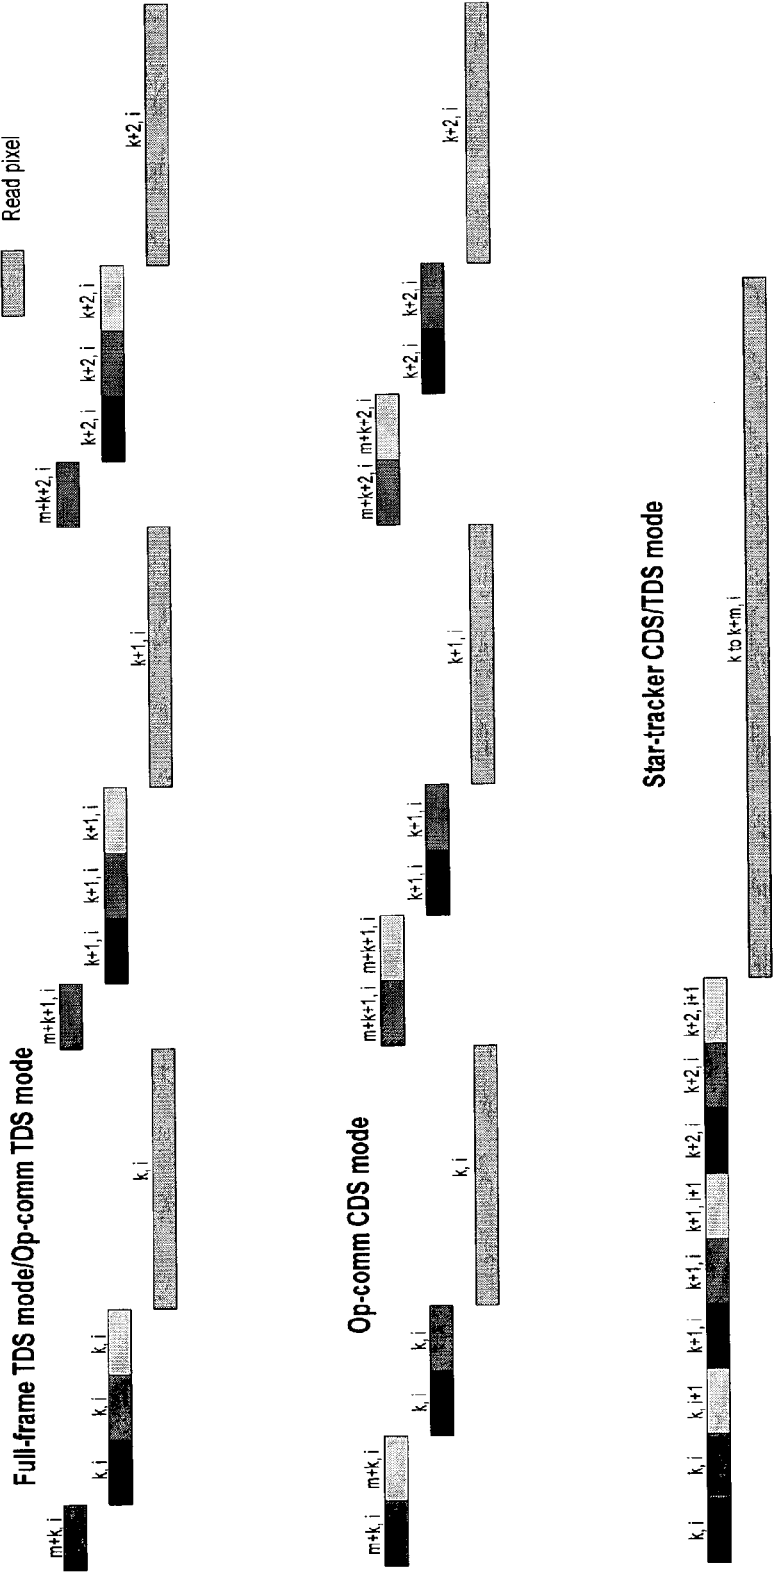 Read pixel
Full-frame TDS mode/Op-comm TDS mode
m+k, i
k, i
k, i
k, i
k, i
m+k+1, i
k+1, i
k+1, i
k+1, i
k+1, i
m+k+2, i
k+2, i
k+2, i
k+2, i
k+2, i
Op-comm CDS mode
m+k, i
m+k, i
k, i
k, i
k, i
m+k+1, i
m+k+1, i
k+1, i
k+1, i
k+1, i
m+k+2, i
m+k+2, i
k+2, i
k+2, i
k+2, i
Star-tracker CDS/TDS mode
k, i
k, i
k, i+1
k+1, i
k+1, i
k+1, i+1
k+2, i
k+2, i
k+2, i+1
k to k+m, i